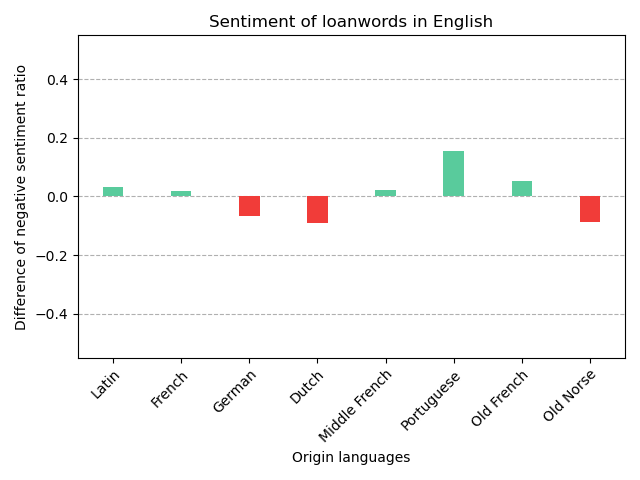 Sentiment of loanwords in English
Difference of negative sentiment ratio
0.4
0.2
0.0
−0.2
−0.4
Latin
French
German
Dutch
Middle French
Portuguese
Old French
Old Norse
Origin languages